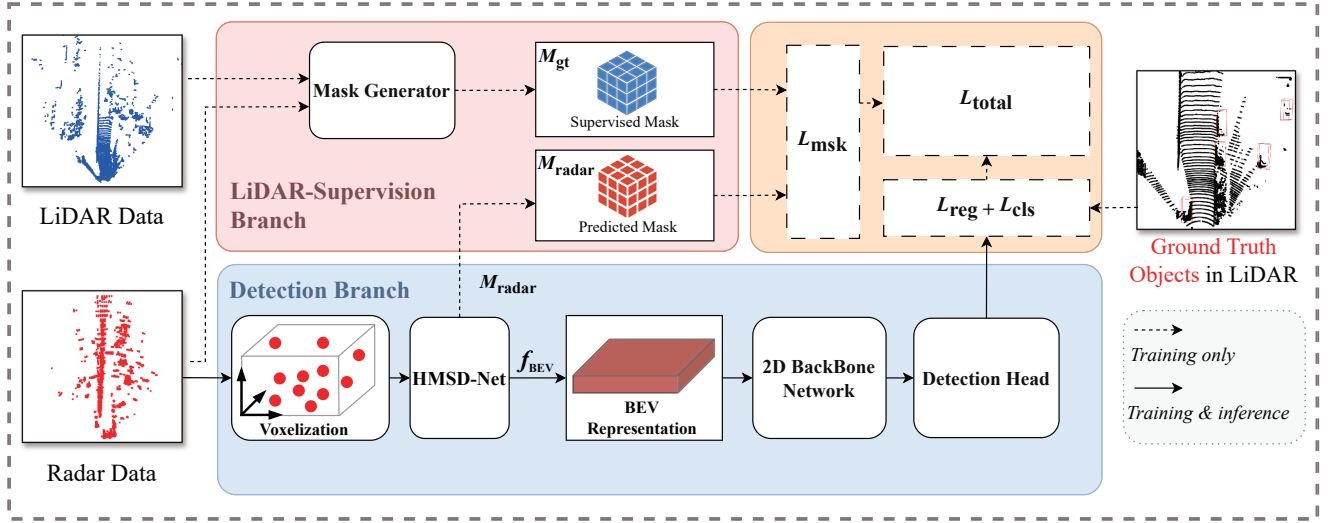 LiDAR Data
Radar Data
Mask Generator
M_gt
Supervised Mask
M_radar
Predicted Mask
LiDAR-Supervision
Branch
L_msk
L_total
L_reg + L_cls
Ground Truth
Objects in LiDAR
Detection Branch
M_radar
Voxelization
HMSD-Net
f_BEV
BEV
Representation
2D BackBone
Network
Detection Head
Training only
Training & inference